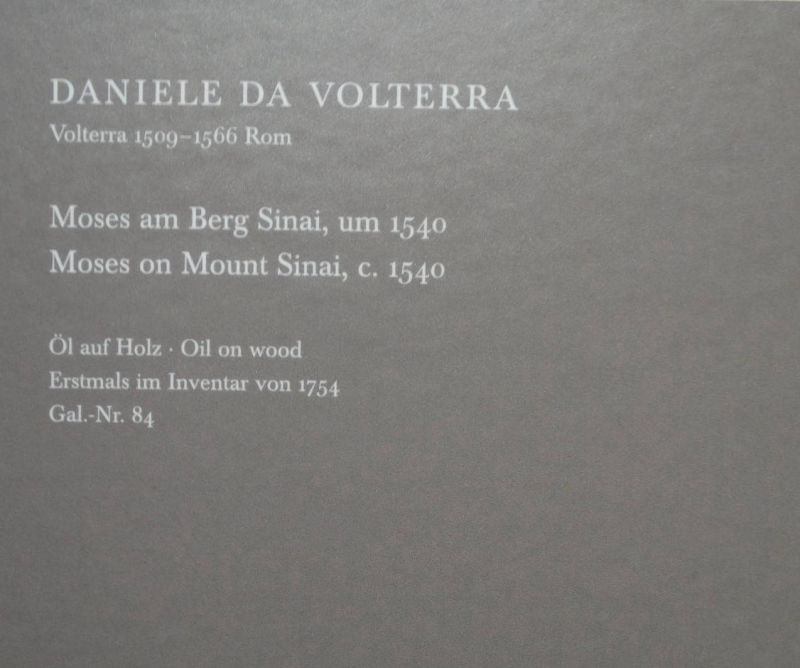 DANIELE DA VOLTERRA
Volterra 1509–1566 Rom
Moses am Berg Sinai, um 1540
Moses on Mount Sinai, c. 1540
Öl auf Holz · Oil on wood
Erstmals im Inventar von 1754
Gal.-Nr. 84